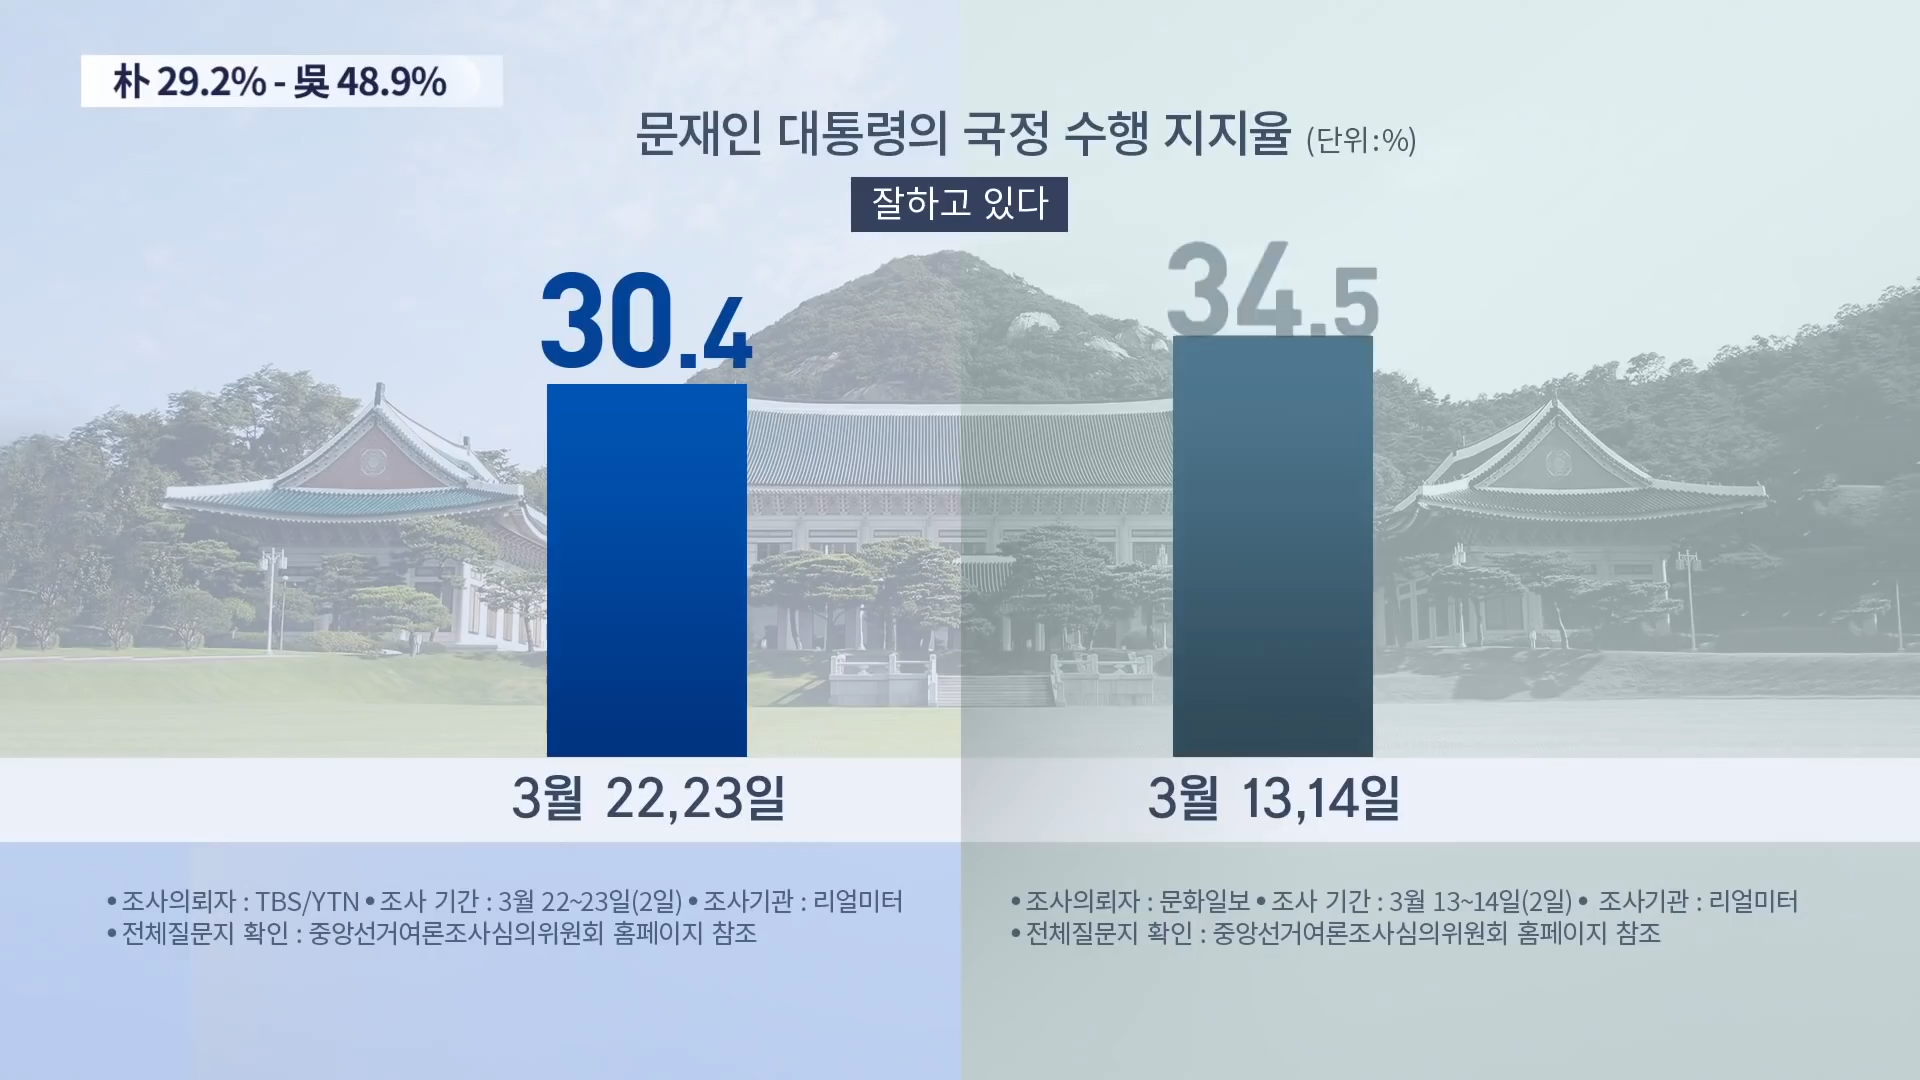 朴 29.2% - 吳 48.9%
문재인 대통령의 국정 수행 지지율 (단위:%)
잘하고 있다
30.4
34.5
3월 22,23일
3월 13,14일
• 조사의뢰자 : TBS/YTN • 조사 기간 : 3월 22~23일(2일) • 조사기관 : 리얼미터
• 전체질문지 확인 : 중앙선거여론조사심의위원회 홈페이지 참조
• 조사의뢰자 : 문화일보 • 조사 기간 : 3월 13~14일(2일) • 조사기관 : 리얼미터
• 전체질문지 확인 : 중앙선거여론조사심의위원회 홈페이지 참조